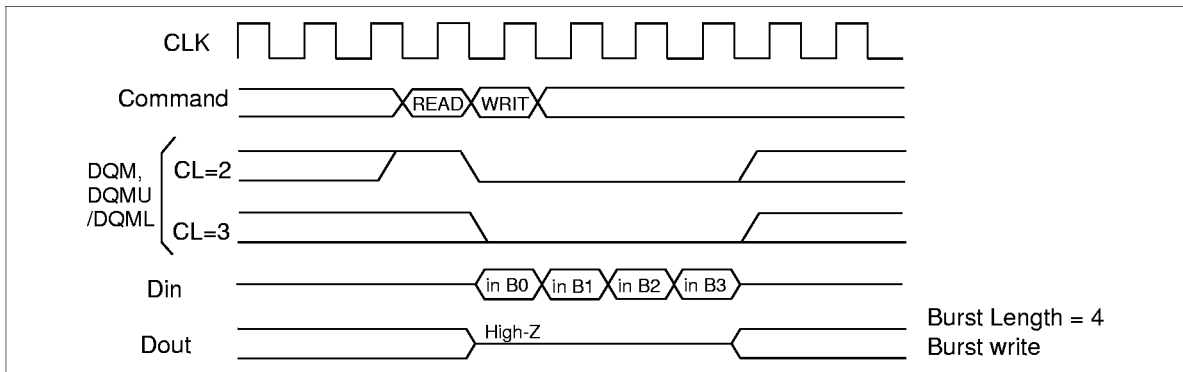 CLK
Command
READ WRIT
DQM,
DQMU
/DQML
CL=2
CL=3
Din
in B0 in B1 in B2 in B3
High-Z
Dout
Burst Length = 4
Burst write